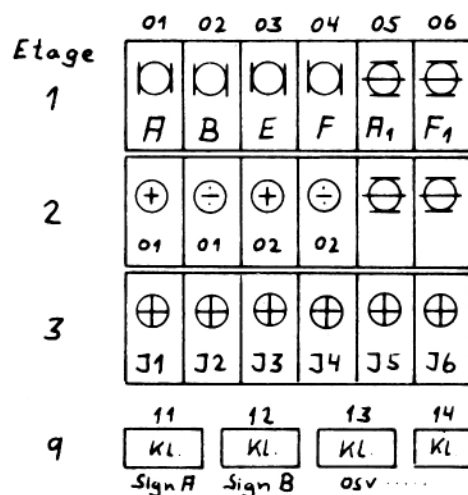 01 02 03 04 05 06
Etage
1
A B E F A1 F1
2
+ ÷ + ÷
01 01 02 02
3
J1 J2 J3 J4 J5 J6
11 12 13 14
9
Kl. Kl. Kl. Kl.
Sign A Sign B osv .....